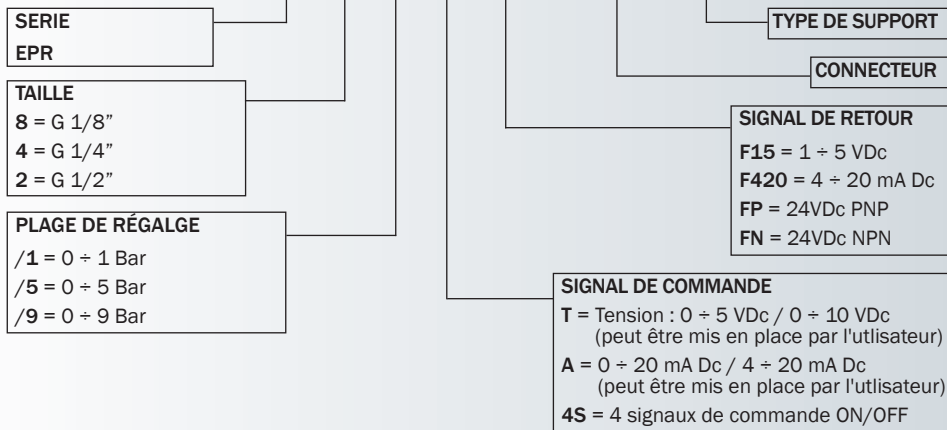 SERIE
EPR
TAILLE
8 = G 1/8”
4 = G 1/4”
2 = G 1/2”
PLAGE DE RÉGALGE
/1 = 0 ÷ 1 Bar
/5 = 0 ÷ 5 Bar
/9 = 0 ÷ 9 Bar
TYPE DE SUPPORT
CONNECTEUR
SIGNAL DE RETOUR
F15 = 1 ÷ 5 VDc
F420 = 4 ÷ 20 mA Dc
FP = 24VDc PNP
FN = 24VDc NPN
SIGNAL DE COMMANDE
T = Tension : 0 ÷ 5 VDc / 0 ÷ 10 VDc
(peut être mis en place par l'utlisateur)
A = 0 ÷ 20 mA Dc / 4 ÷ 20 mA Dc
(peut être mis en place par l'utlisateur)
4S = 4 signaux de commande ON/OFF